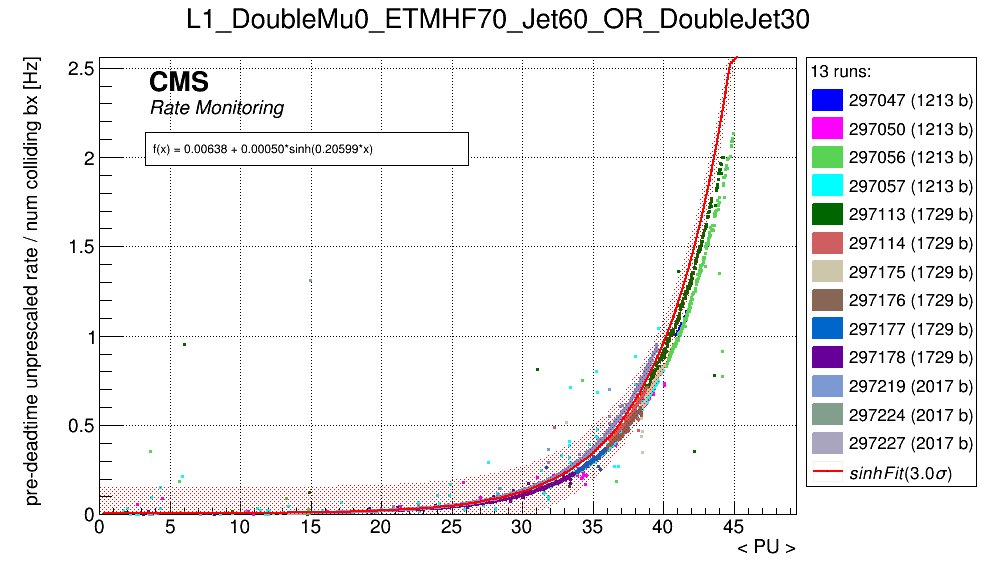 L1_DoubleMu0_ETMHF70_Jet60_OR_DoubleJet30
pre-deadtime unprescaled rate / num colliding bx [Hz]
CMS
Rate Monitoring
f(x) = 0.00638 + 0.00050*sinh(0.20599*x)
2.5
2
1.5
1
0.5
0
0 5 10 15 20 25 30 35 40 45
< PU >
13 runs:
297047 (1213 b)
297050 (1213 b)
297056 (1213 b)
297057 (1213 b)
297113 (1729 b)
297114 (1729 b)
297175 (1729 b)
297176 (1729 b)
297177 (1729 b)
297178 (1729 b)
297219 (2017 b)
297224 (2017 b)
297227 (2017 b)
sinhFit(3.0σ)